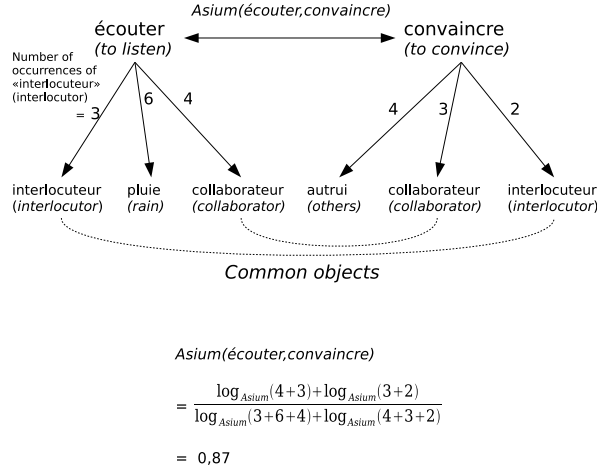 Asium(écouter,convaincre)
écouter
(to listen)
convaincre
(to convince)
Number of
occurrences of
«interlocuteur»
(interlocutor)
= 3
6
4
4
3
2
interlocuteur
(interlocutor)
pluie
(rain)
collaborateur
(collaborator)
autrui
(others)
collaborateur
(collaborator)
interlocuteur
(interlocutor)
Common objects
Asium(écouter,convaincre)
= log_Asium(4+3)+log_Asium(3+2) / log_Asium(3+6+4)+log_Asium(4+3+2)
= 0,87